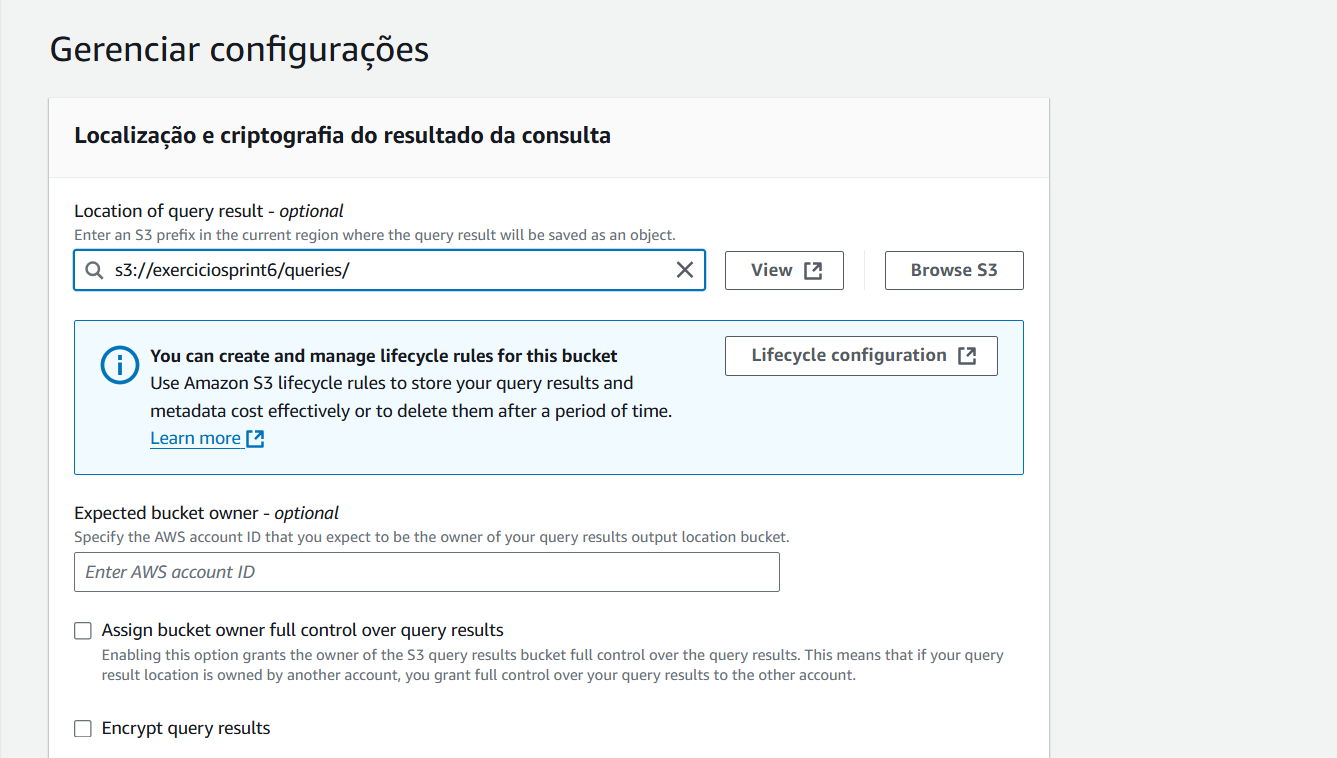 Gerenciar configurações
Localização e criptografia do resultado da consulta
Location of query result - optional
Enter an S3 prefix in the current region where the query result will be saved as an object.
s3://exerciciosprint6/queries/
View
Browse S3
You can create and manage lifecycle rules for this bucket
Lifecycle configuration
Use Amazon S3 lifecycle rules to store your query results and
metadata cost effectively or to delete them after a period of time.
Learn more
Expected bucket owner - optional
Specify the AWS account ID that you expect to be the owner of your query results output location bucket.
Enter AWS account ID
Assign bucket owner full control over query results
Enabling this option grants the owner of the S3 query results bucket full control over the query results. This means that if your query
result location is owned by another account, you grant full control over your query results to the other account.
Encrypt query results